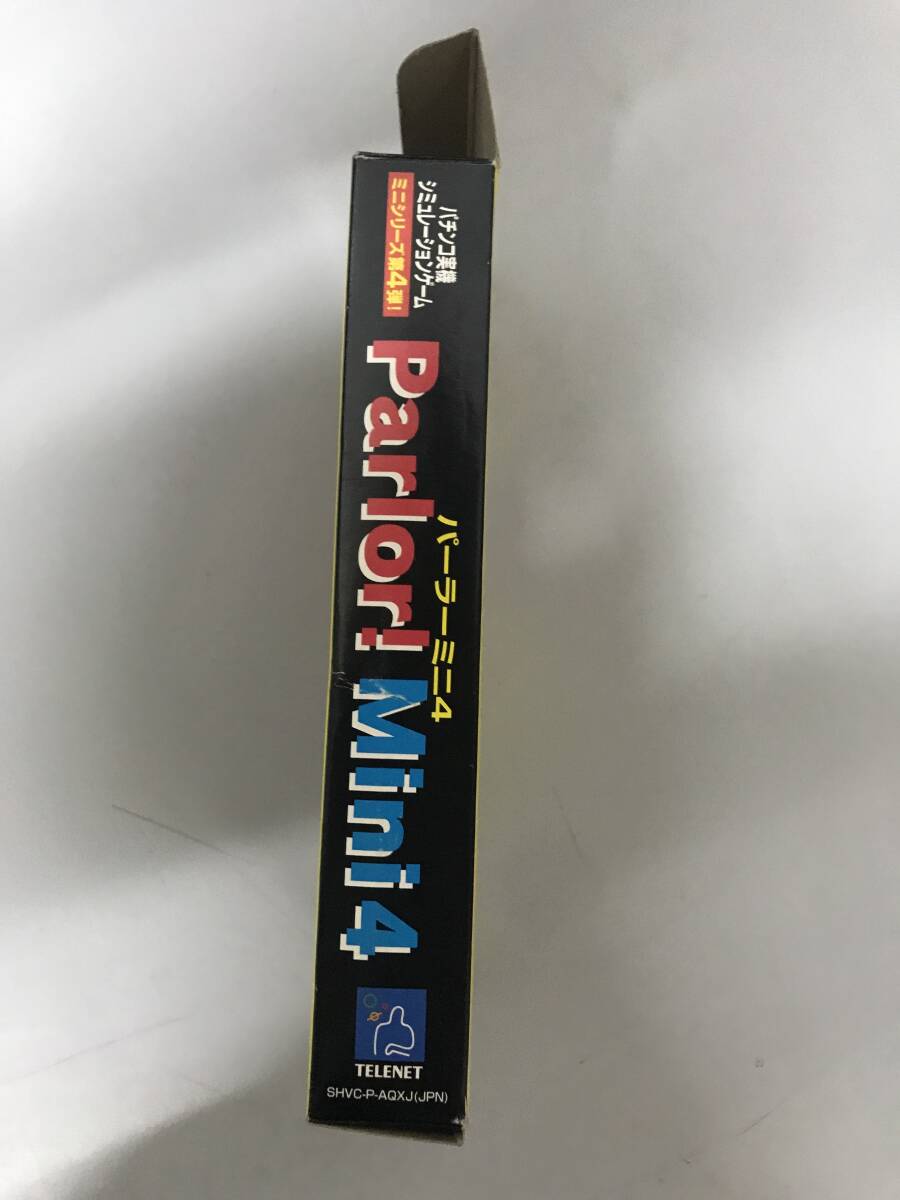 パチンコ実機
シミュレーションゲーム
ミニシリーズ第4弾!
パーラーミニ4
Parlor! Mini 4
TELENET
SHVC-P-AQXJ(JPN)